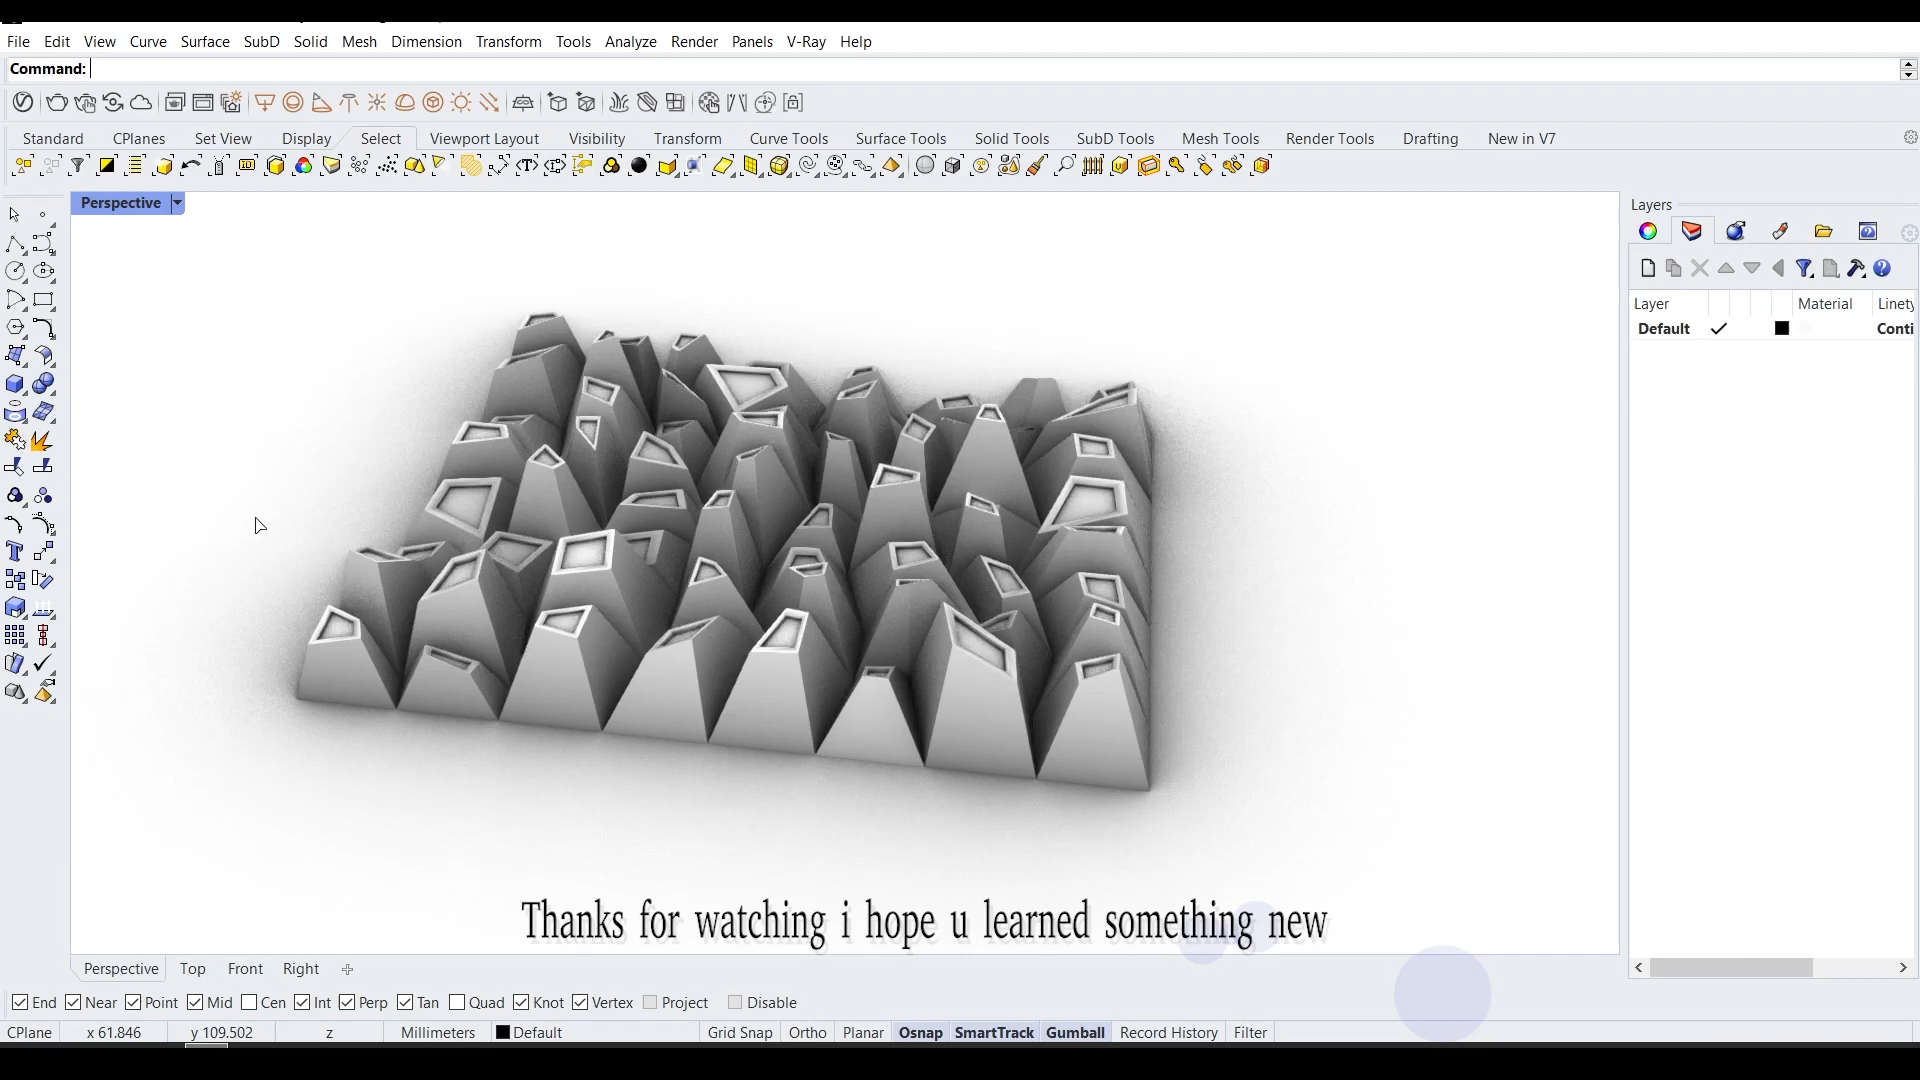 File Edit View Curve Surface SubD Solid Mesh Dimension Transform Tools Analyze Render Panels V-Ray Help
Command:
Standard CPlanes Set View Display Select Viewport Layout Visibility Transform Curve Tools Surface Tools Solid Tools SubD Tools Mesh Tools Render Tools Drafting New in V7
Perspective
Layers
Layer Material Linety
Default Conti
Thanks for watching i hope u learned something new
Perspective Top Front Right
End Near Point Mid Cen Int Perp Tan Quad Knot Vertex Project Disable
CPlane x 61.846 y 109.502 z Millimeters Default Grid Snap Ortho Planar Osnap SmartTrack Gumball Record History Filter